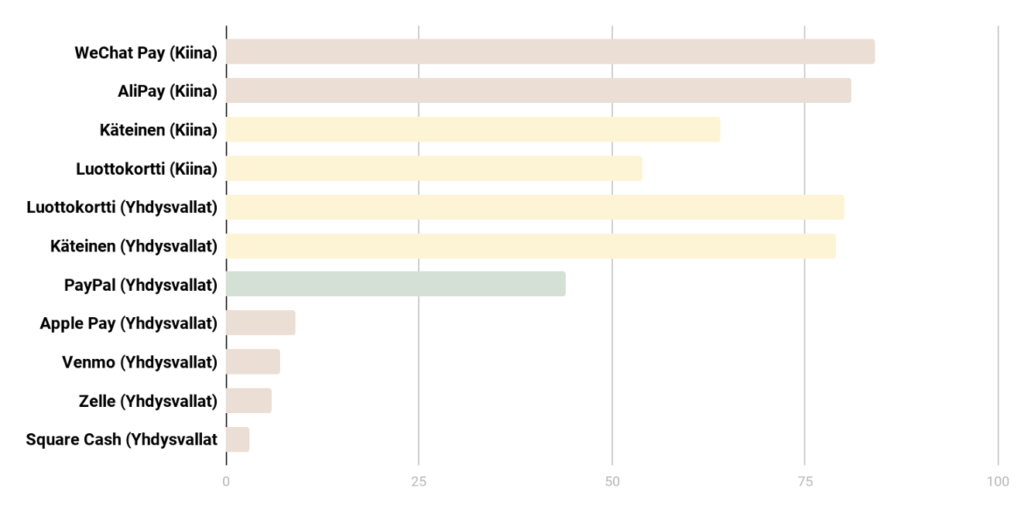 WeChat Pay (Kiina)
AliPay (Kiina)
Käteinen (Kiina)
Luottokortti (Kiina)
Luottokortti (Yhdysvallat)
Käteinen (Yhdysvallat)
PayPal (Yhdysvallat)
Apple Pay (Yhdysvallat)
Venmo (Yhdysvallat)
Zelle (Yhdysvallat)
Square Cash (Yhdysvallat
0 25 50 75 100